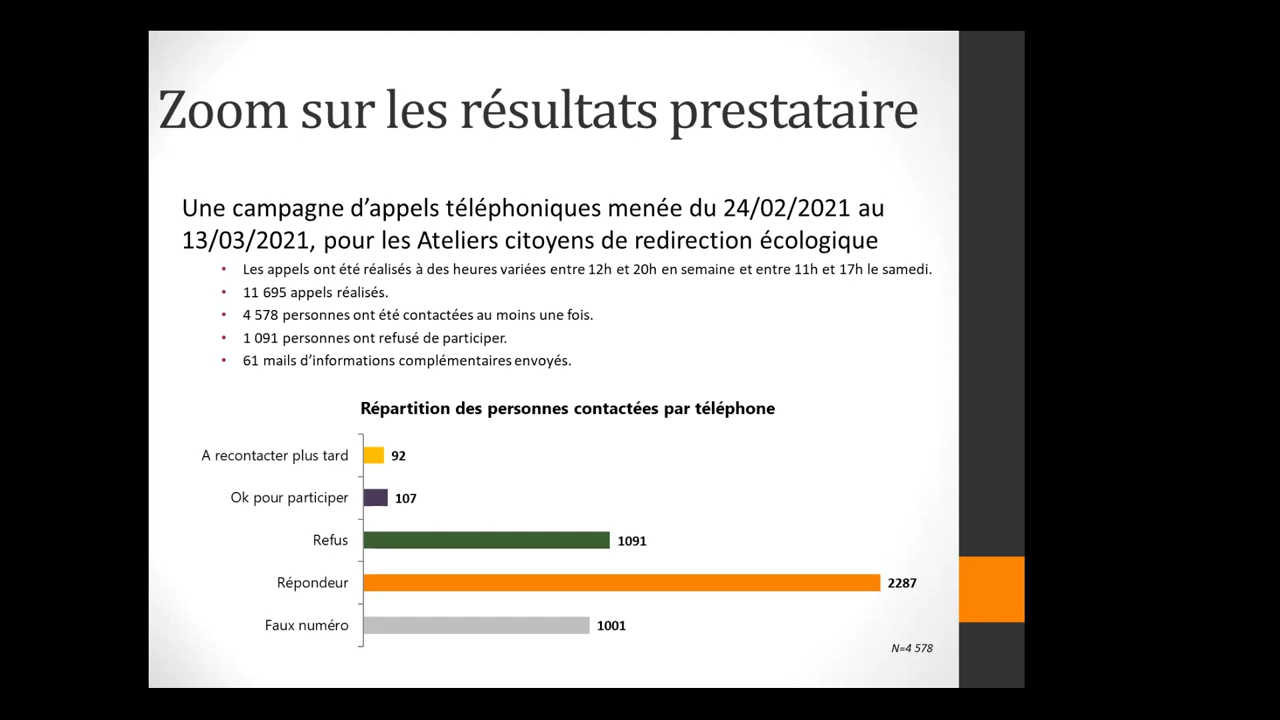 Zoom sur les résultats prestataire
Une campagne d’appels téléphoniques menée du 24/02/2021 au
13/03/2021, pour les Ateliers citoyens de redirection écologique
• Les appels ont été réalisés à des heures variées entre 12h et 20h en semaine et entre 11h et 17h le samedi.
• 11 695 appels réalisés.
• 4 578 personnes ont été contactées au moins une fois.
• 1 091 personnes ont refusé de participer.
• 61 mails d’informations complémentaires envoyés.
Répartition des personnes contactées par téléphone
A recontacter plus tard 92
Ok pour participer 107
Refus 1091
Répondeur 2287
Faux numéro 1001
N=4 578